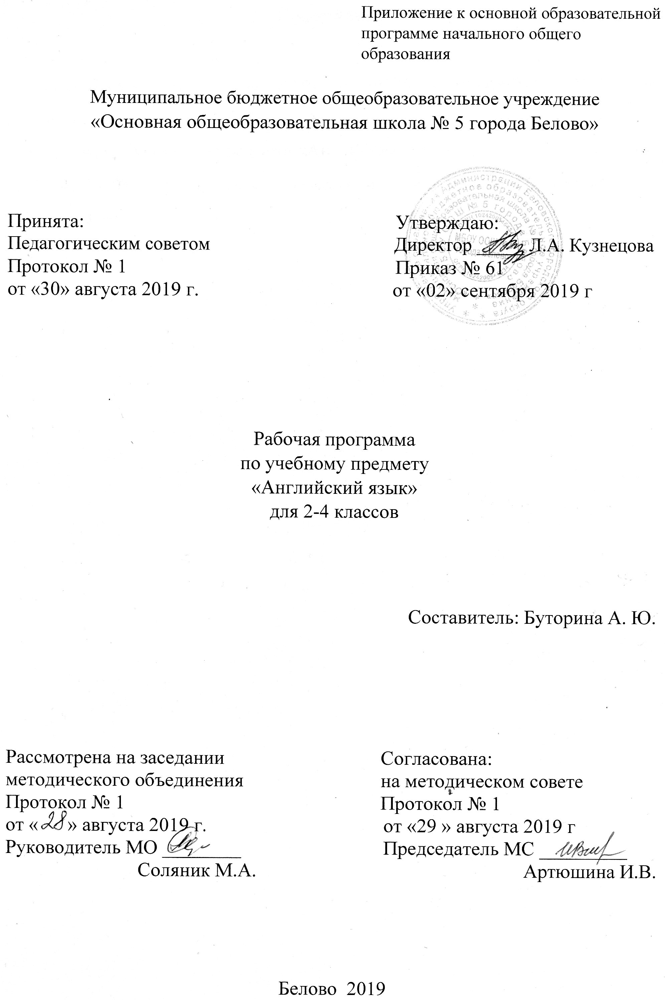 Приложение к основной образовательной
программе начального общего
образования
Муниципальное бюджетное общеобразовательное учреждение
«Основная общеобразовательная школа № 5 города Белово»
Принята:
Педагогическим советом
Протокол № 1
от «30» августа 2019 г.
Утверждаю:
Директор Л.А. Кузнецова
Приказ № 61
от «02» сентября 2019 г
Рабочая программа
по учебному предмету
«Английский язык»
для 2-4 классов
Составитель: Буторина А. Ю.
Рассмотрена на заседании
методического объединения
Протокол № 1
от «28» августа 2019 г.
Руководитель МО
Соляник М.А.
Согласована:
на методическом совете
Протокол № 1
от «29 » августа 2019 г
Председатель МС
Артюшина И.В.
Белово 2019